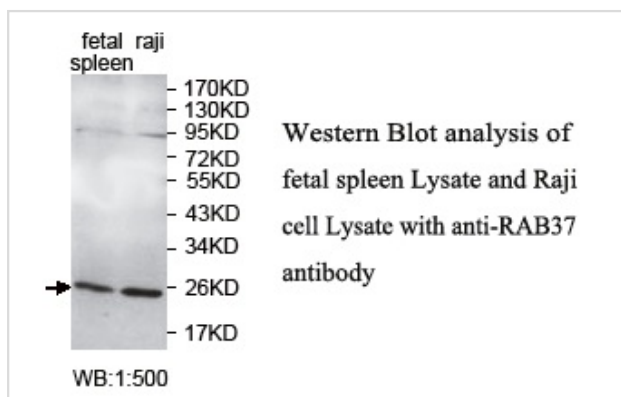 fetal raji
spleen
170KD
130KD
95KD
72KD
55KD
43KD
34KD
26KD
17KD
WB:1:500
Western Blot analysis of
fetal spleen Lysate and Raji
cell Lysate with anti-RAB37
antibody